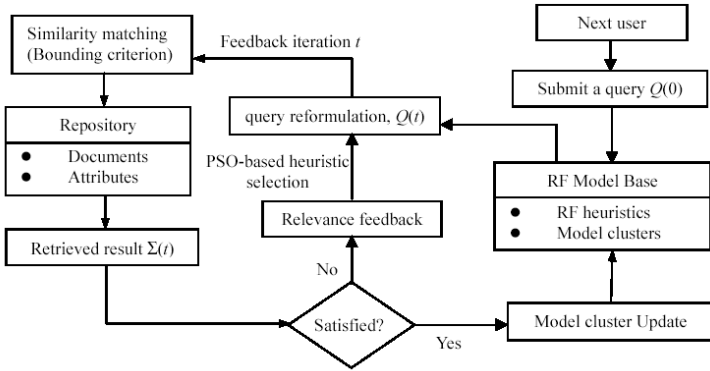 Similarity matching
(Bounding criterion)
Feedback iteration t
Next user
Submit a query Q(0)
query reformulation, Q(t)
Repository
● Documents
● Attributes
PSO-based heuristic
selection
RF Model Base
● RF heuristics
● Model clusters
Relevance feedback
Retrieved result Σ(t)
No
Satisfied?
Yes
Model cluster Update